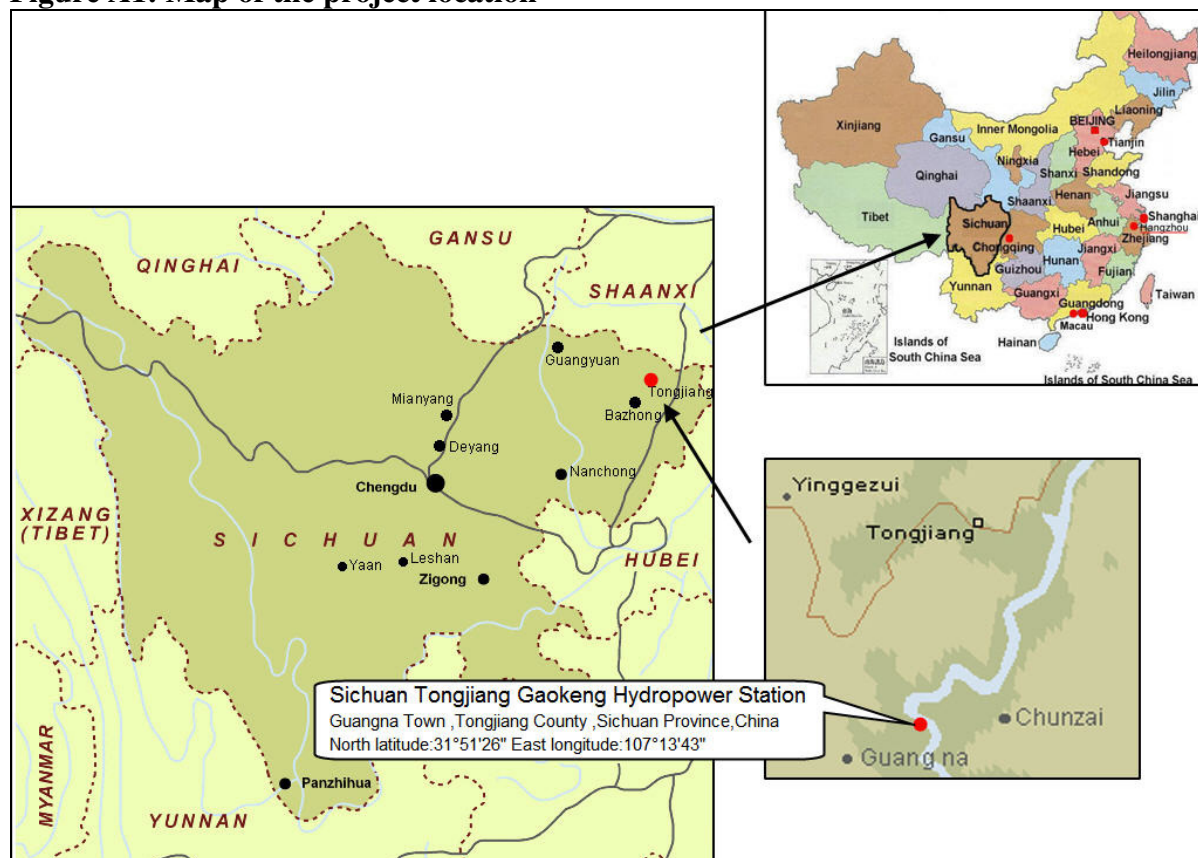 Figure A1: Map of the project location
Heilongjiang
Jilin
Liaoning
Xinjiang
Gansu
Inner Mongolia
BEIJING
Tianjin
Hebei
Ningxia
Shanxi
Shandong
Qinghai
Shaanxi
Henan
Jiangsu
Tibet
Sichuan
Hubei
Anhui
Shanghai
Hangzhou
Zhejiang
Chongqing
Hunan
Jiangxi
Guizhou
Fujian
Yunnan
Guangxi
Guangdong
Taiwan
Hong Kong
Macau
Hainan
Islands of
South China Sea
Islands of South China Sea
QINGHAI
GANSU
SHAANXI
Guangyuan
Tongjiang
Mianyang
Bazhong
Deyang
Nanchong
Chengdu
XIZANG
(TIBET)
SICHUAN
Yaan
Leshan
Zigong
HUBEI
Panzhihua
MYANMAR
YUNNAN
Yinggezui
Tongjiang
Chunzai
Guang na
Sichuan Tongjiang Gaokeng Hydropower Station
Guangna Town ,Tongjiang County ,Sichuan Province,China
North latitude:31°51'26" East longitude:107°13'43"